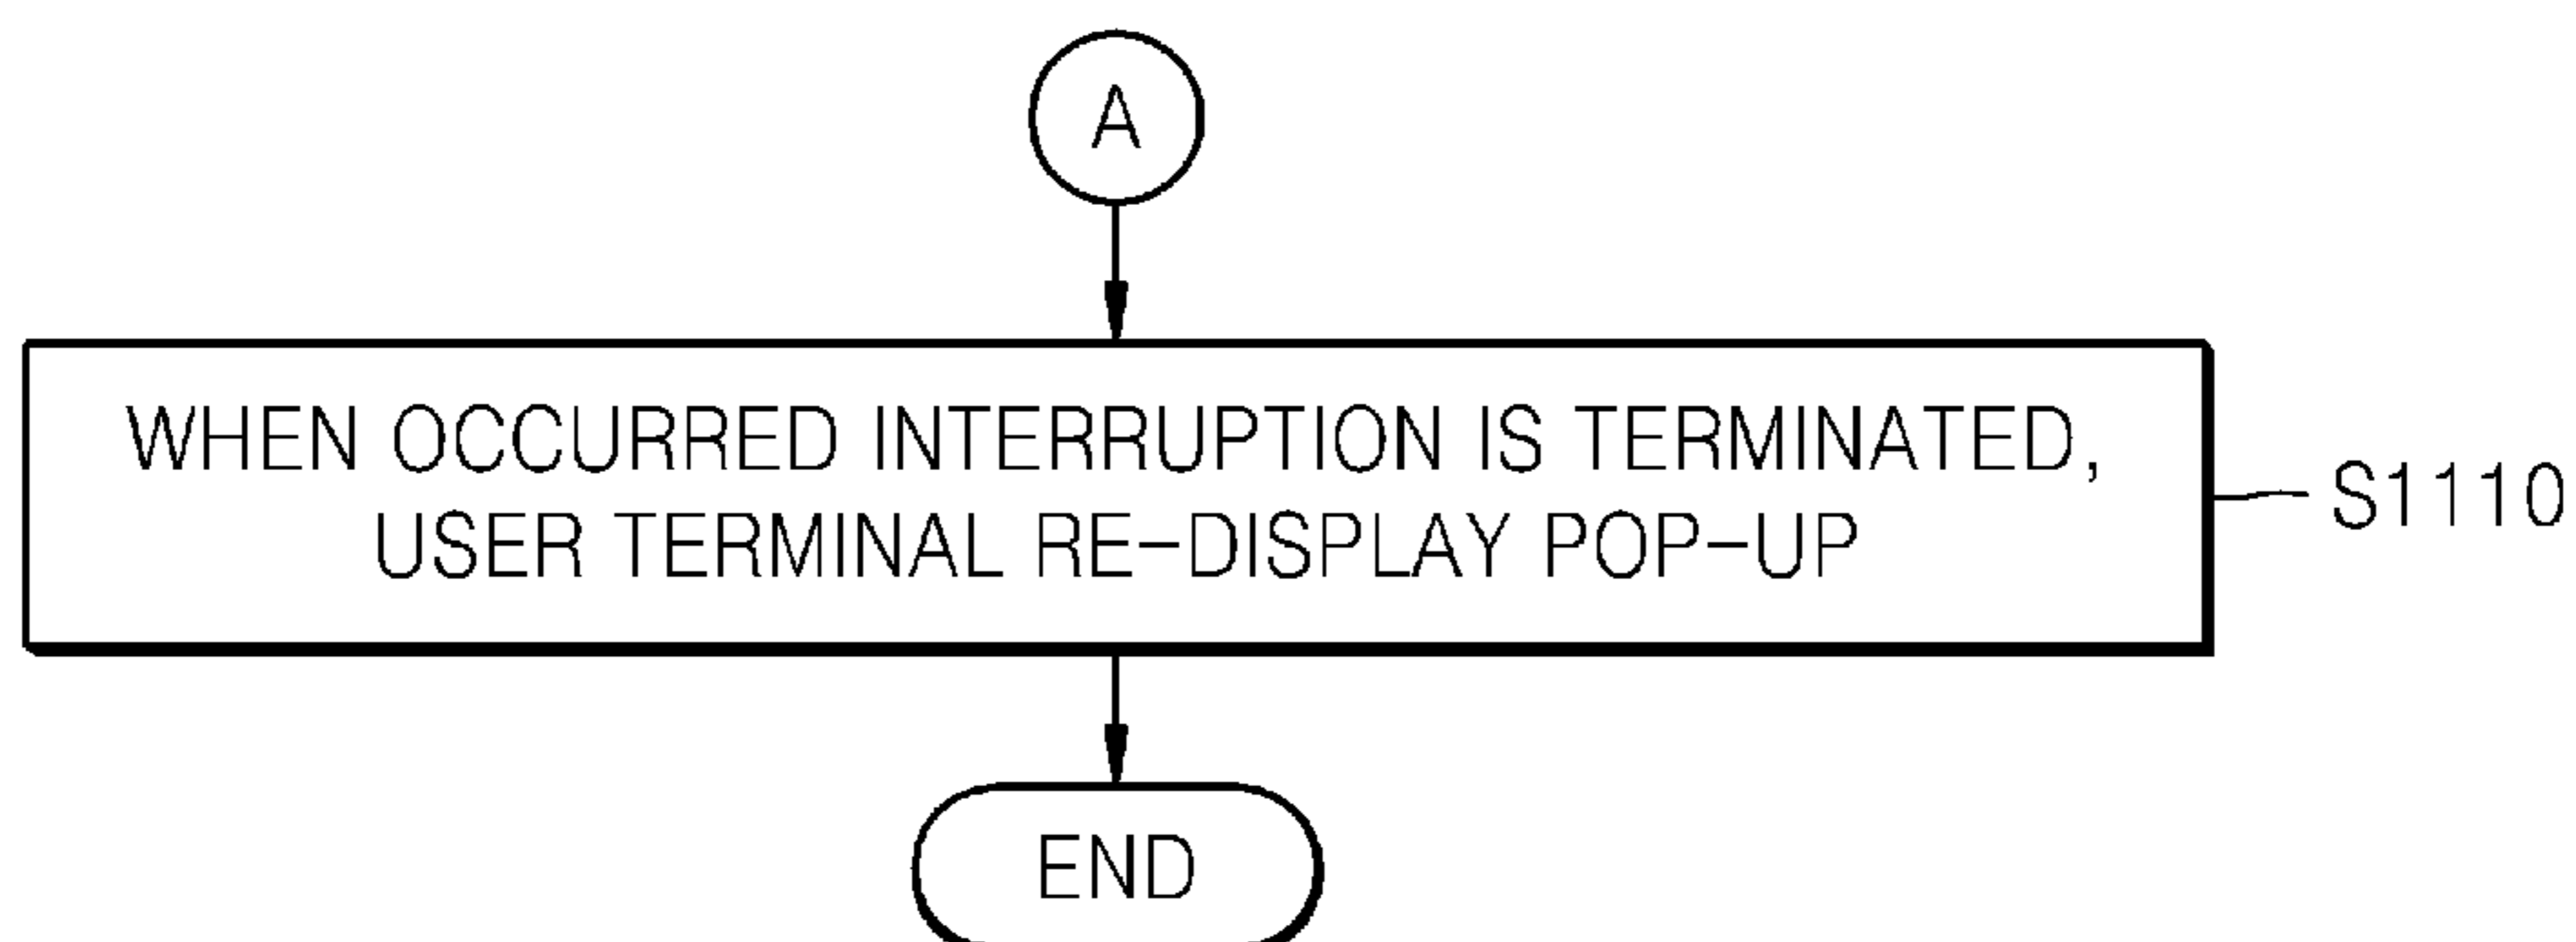 A
WHEN OCCURRED INTERRUPTION IS TERMINATED,
USER TERMINAL RE-DISPLAY POP-UP
S1110
END